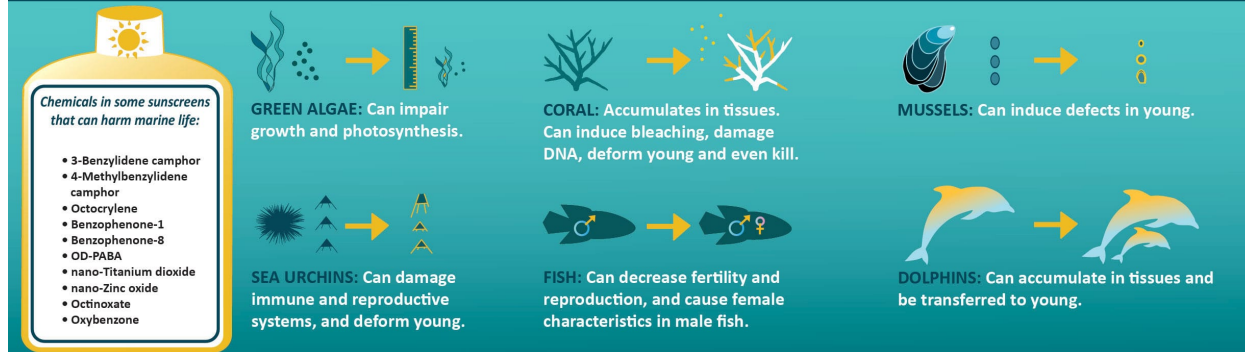 Chemicals in some sunscreens
that can harm marine life:
• 3-Benzylidene camphor
• 4-Methylbenzylidene
camphor
• Octocrylene
• Benzophenone-1
• Benzophenone-8
• OD-PABA
• nano-Titanium dioxide
• nano-Zinc oxide
• Octinoxate
• Oxybenzone
GREEN ALGAE: Can impair
growth and photosynthesis.
CORAL: Accumulates in tissues.
Can induce bleaching, damage
DNA, deform young and even kill.
MUSSELS: Can induce defects in young.
SEA URCHINS: Can damage
immune and reproductive
systems, and deform young.
FISH: Can decrease fertility and
reproduction, and cause female
characteristics in male fish.
DOLPHINS: Can accumulate in tissues and
be transferred to young.